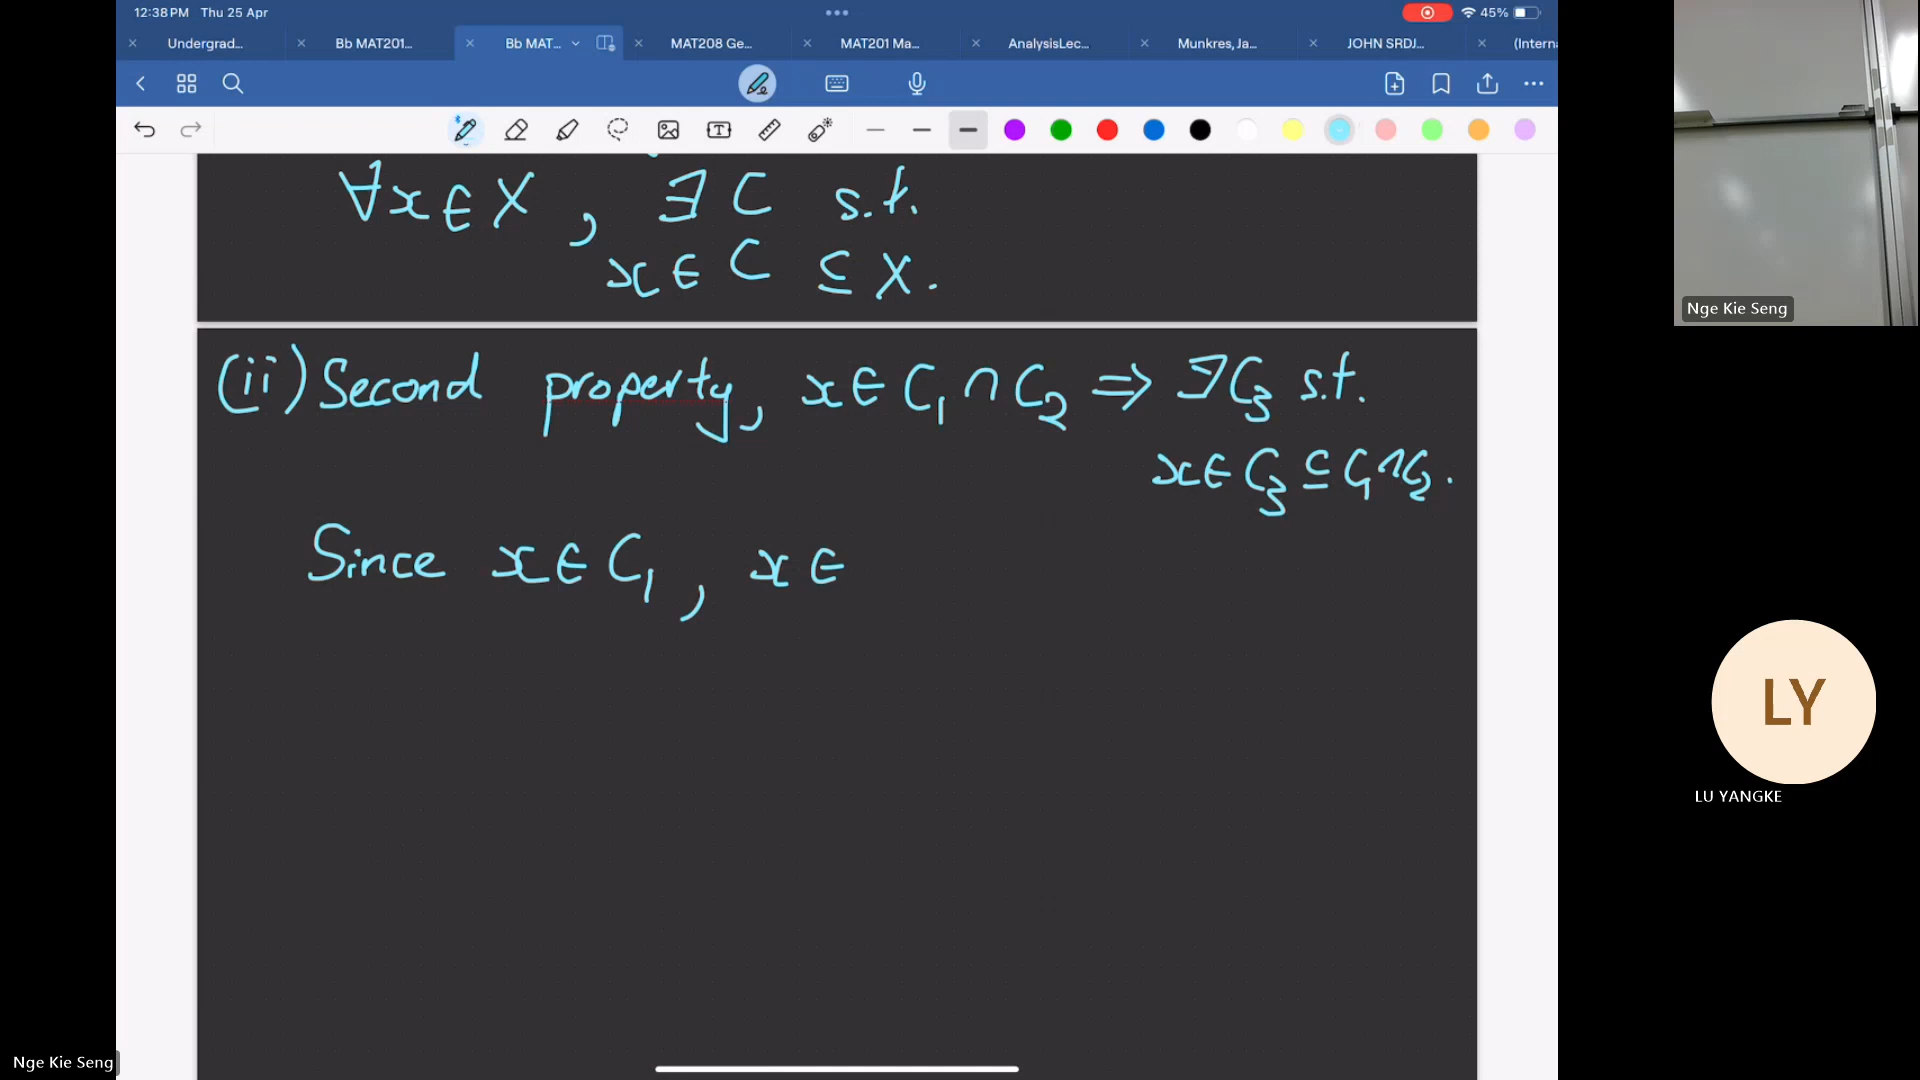 12:38 PM Thu 25 Apr
45%
Undergrad...
Bb MAT201...
Bb MAT...
MAT208 Ge...
MAT201 Ma...
AnalysisLec...
Munkres, Ja...
JOHN SRDJ...
(Intern
∀x∈X, ∃ C s.t.
x∈ C ⊆ X.
(ii) Second property, x∈ C₁ ∩ C₂ ⇒ ∃C₃ s.t.
x∈ C₃ ⊆ C₁∩C₂.
Since x∈ C₁, x ∈
Nge Kie Seng
LY
LU YANGKE
Nge Kie Seng